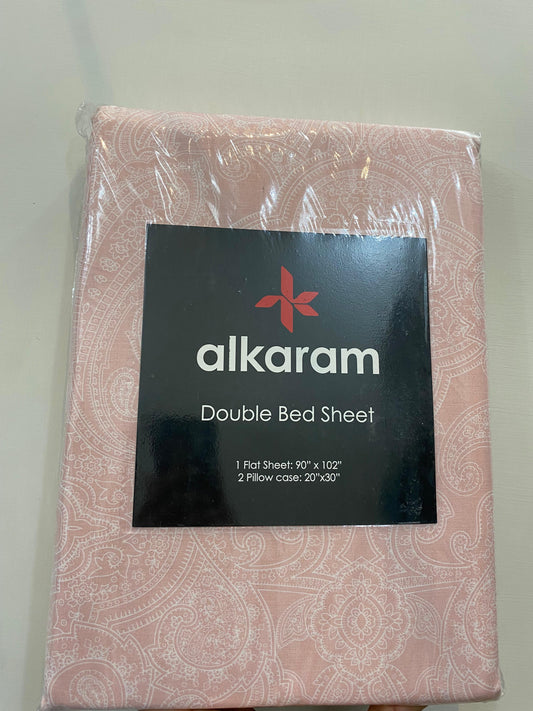 alkaram
Double Bed Sheet
1 Flat Sheet: 90" x 102"
2 Pillow case: 20"x30"